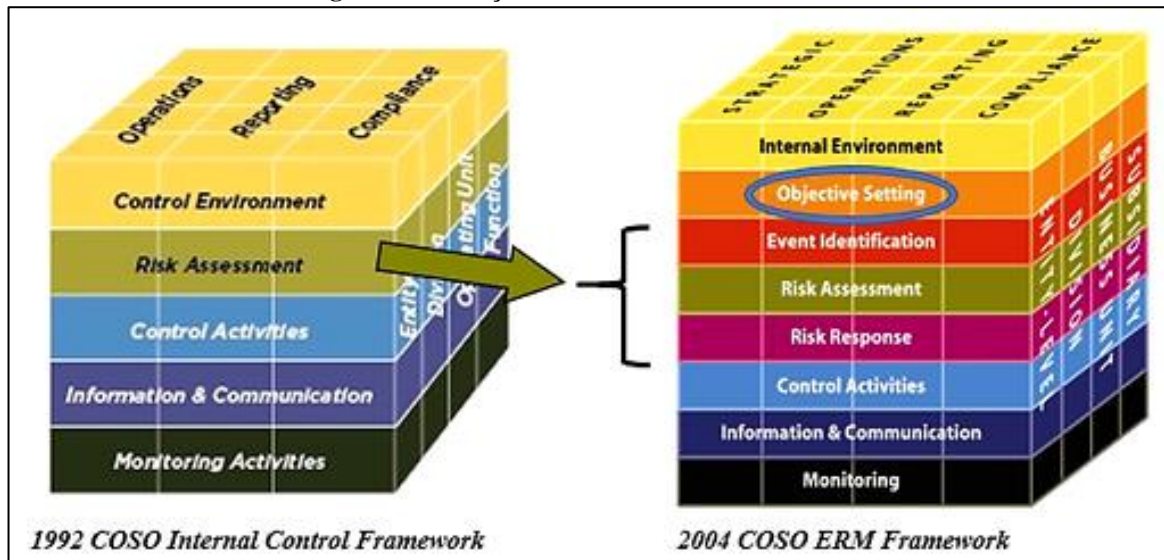 Operations
Reporting
Compliance
Control Environment
Risk Assessment
Control Activities
Information & Communication
Monitoring Activities
Entity
Unit
Function
1992 COSO Internal Control Framework
STRATEGIC
OPERATIONS
REPORTING
COMPLIANCE
Internal Environment
Objective Setting
Event Identification
Risk Assessment
Risk Response
Control Activities
Information & Communication
Monitoring
ENTITY-LEVEL
DIVISION
BUSINESS UNIT
SUBSIDIARY
2004 COSO ERM Framework